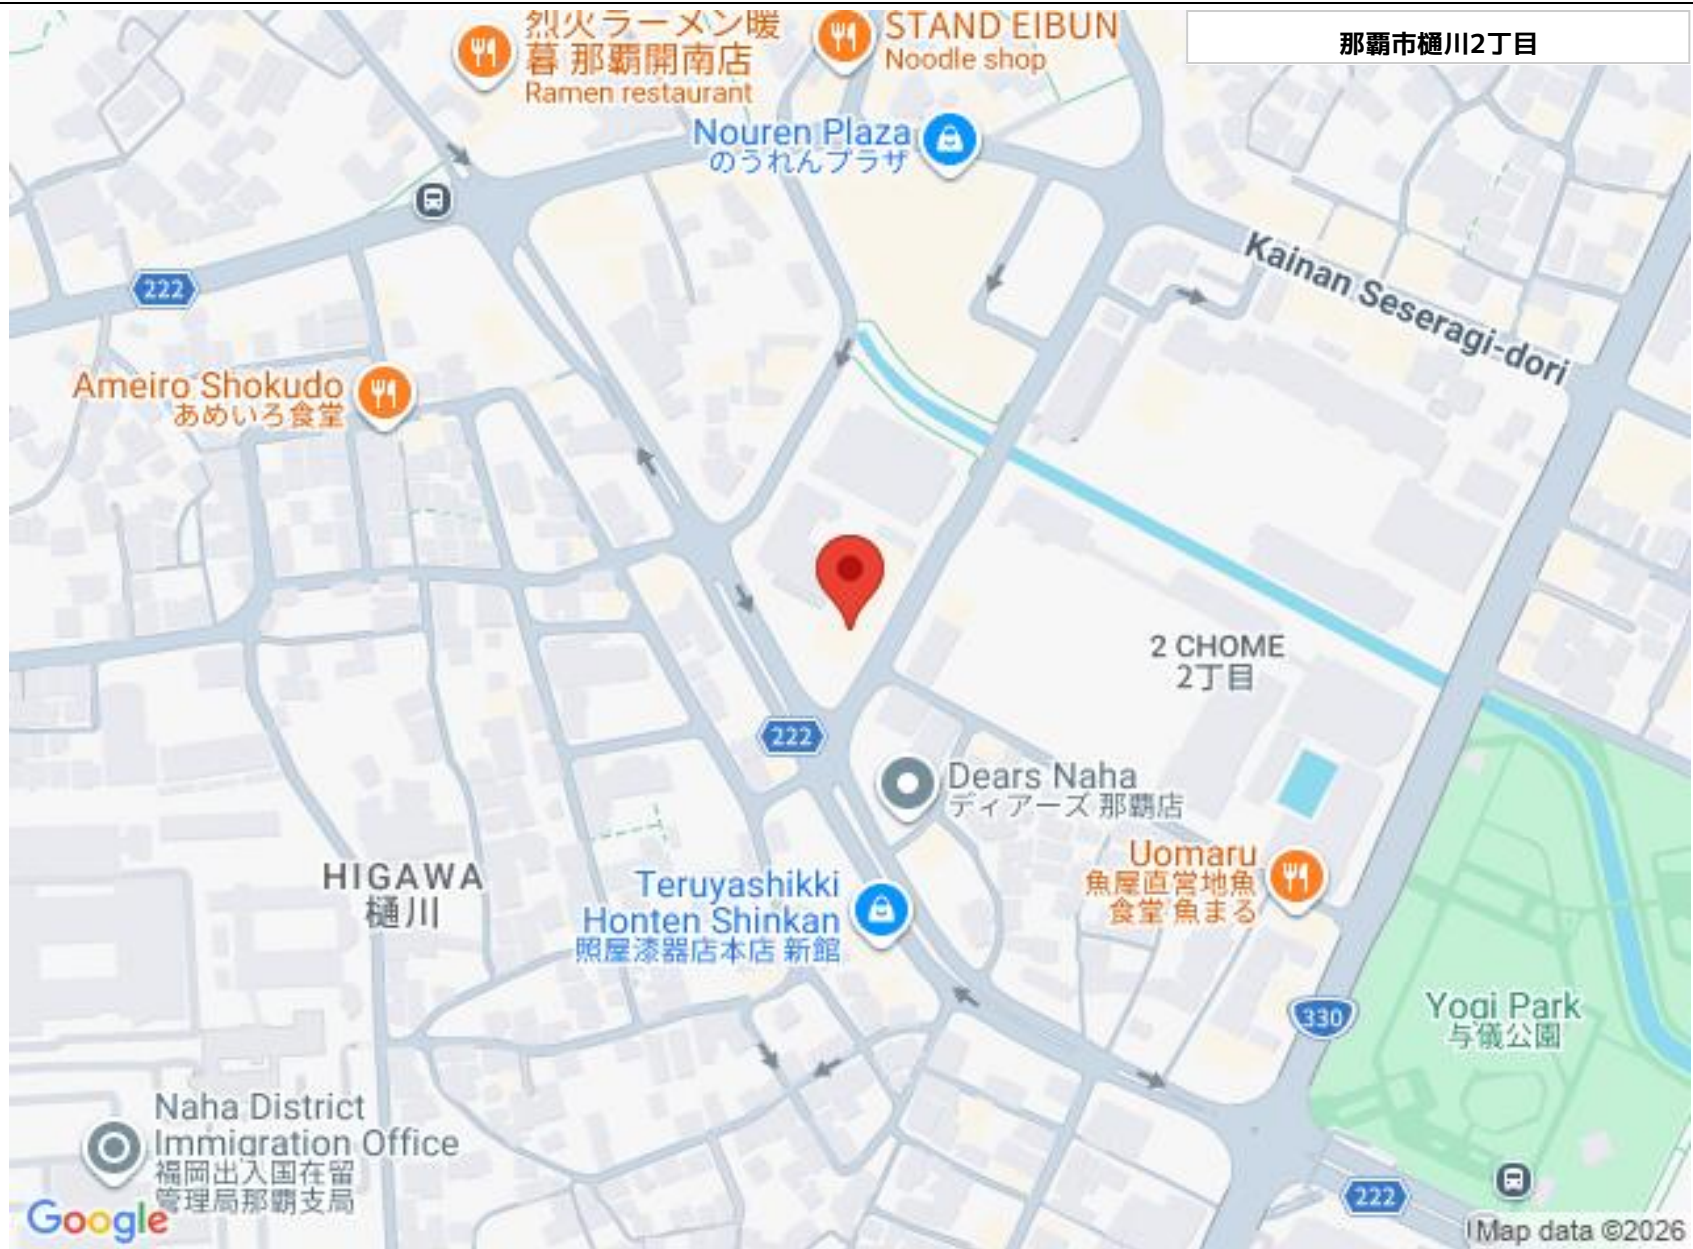 烈火ラーメン暖
暮 那覇開南店
Ramen restaurant
STAND EIBUN
Noodle shop
那覇市樋川2丁目
Nouren Plaza
のうれんプラザ
222
Kainan Seseragi-dori
Ameiro Shokudo
あめいろ食堂
2 CHOME
2丁目
222
Dears Naha
ディアーズ 那覇店
Uomaru
魚屋直営地魚
食堂 魚まる
HIGAWA
樋川
Teruyashikki
Honten Shinkan
照屋漆器店本店 新館
330
Yogi Park
与儀公園
Naha District
Immigration Office
福岡出入国在留
管理局那覇支局
222
Google
Map data ©2026